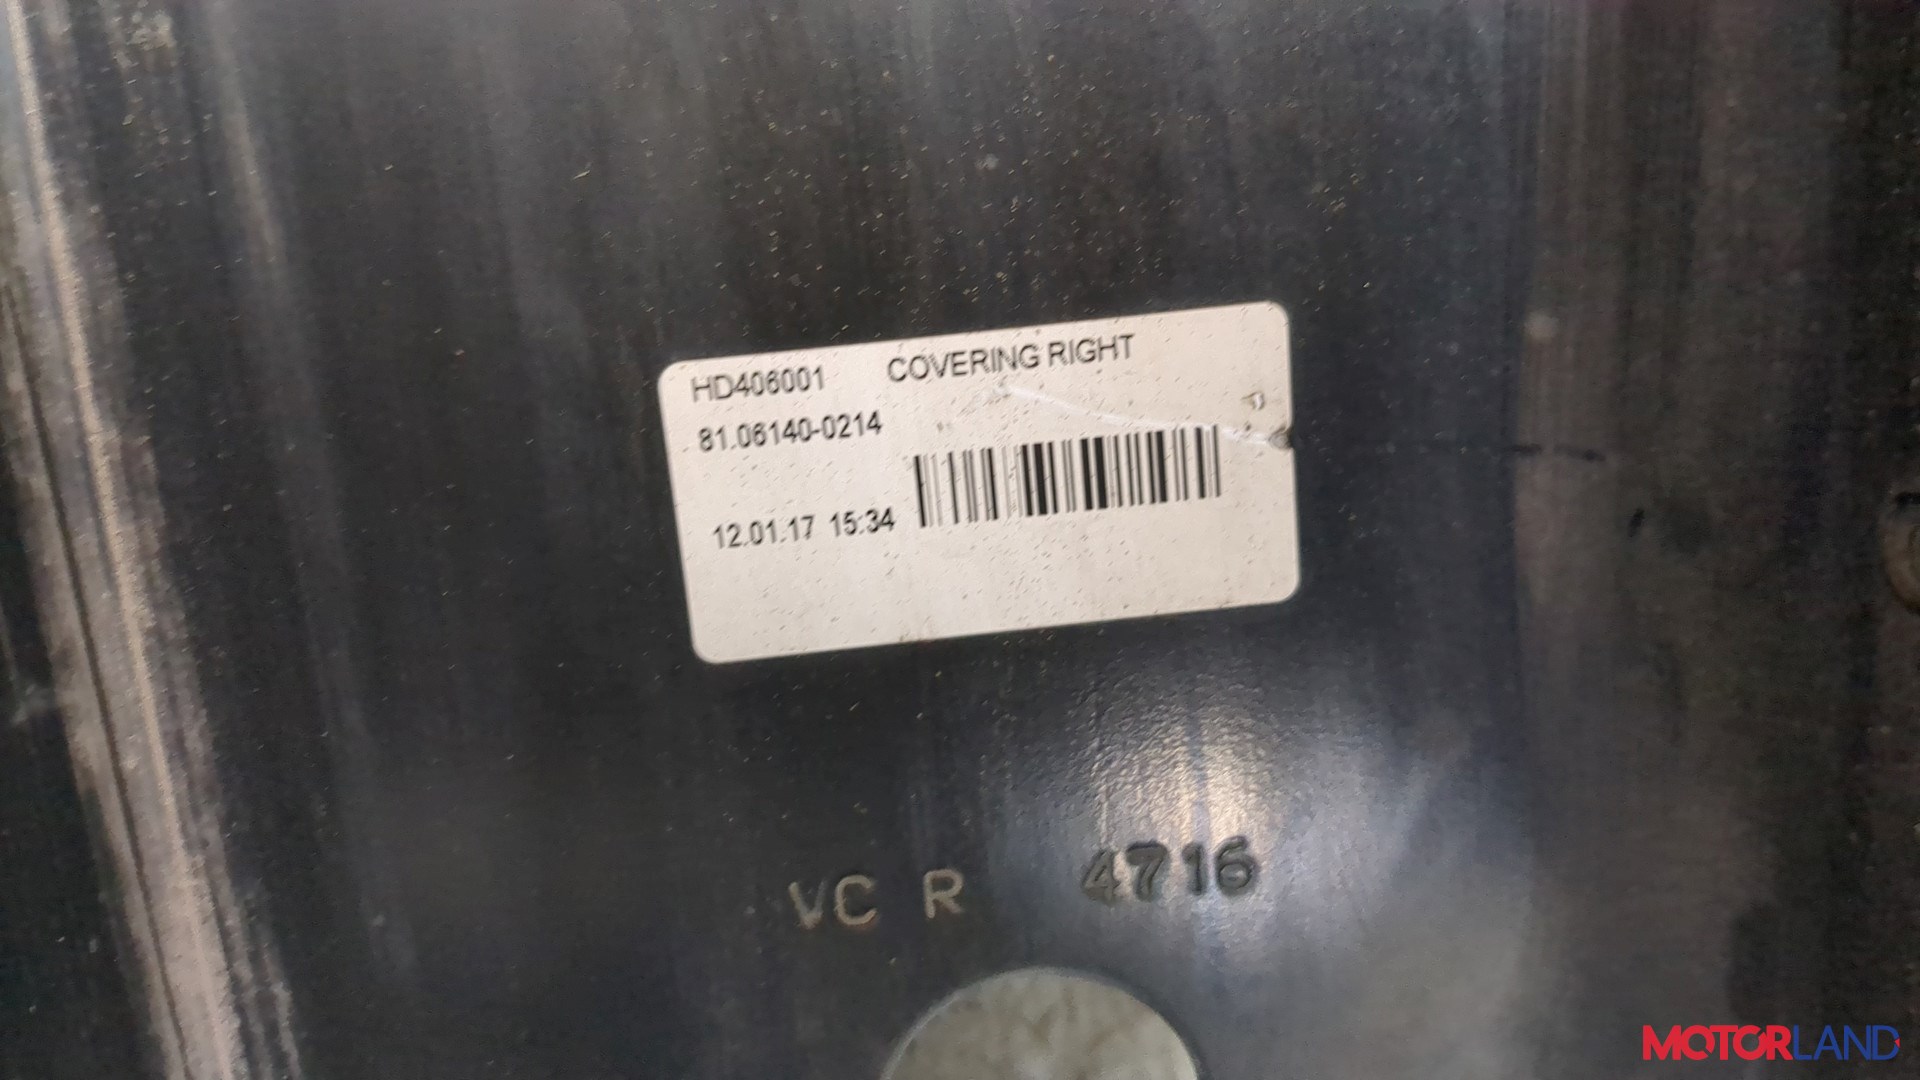 HD406001 COVERING RIGHT
81.06140-0214
12.01.17 15:34
VC R 4716
MOTORLAND